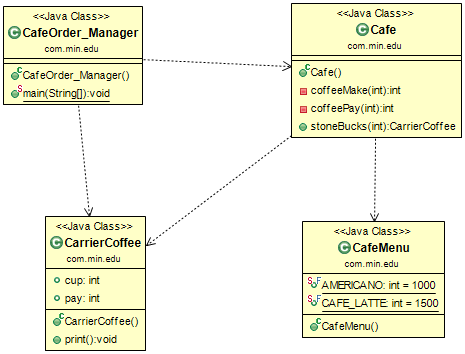 <<Java Class>>
CafeOrder_Manager
com.min.edu
CafeOrder_Manager()
main(String[]):void
<<Java Class>>
Cafe
com.min.edu
Cafe()
coffeeMake(int):int
coffeePay(int):int
stoneBucks(int):CarrierCoffee
<<Java Class>>
CarrierCoffee
com.min.edu
cup: int
pay: int
CarrierCoffee()
print():void
<<Java Class>>
CafeMenu
com.min.edu
AMERICANO: int = 1000
CAFE_LATTE: int = 1500
CafeMenu()